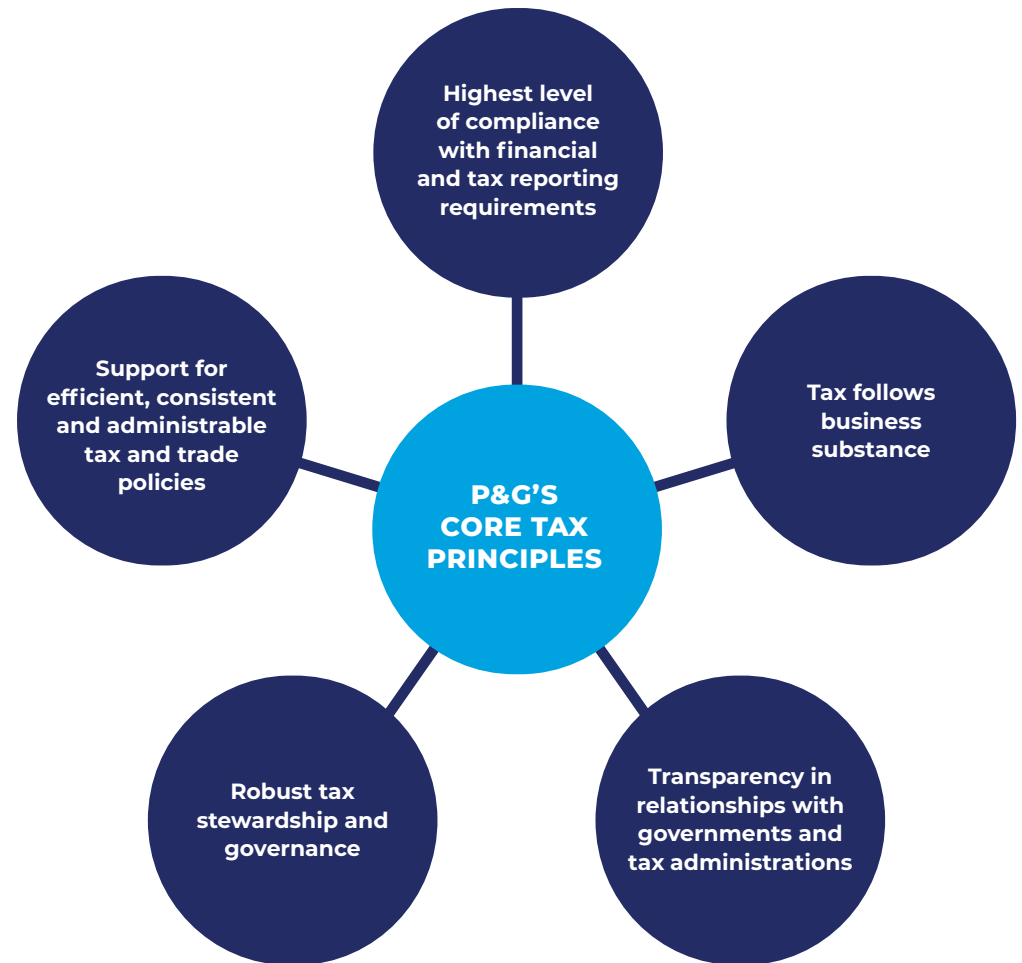 Highest level
of compliance
with financial
and tax reporting
requirements
Support for
efficient, consistent
and administrable
tax and trade
policies
Tax follows
business
substance
P&G’S
CORE TAX
PRINCIPLES
Robust tax
stewardship and
governance
Transparency in
relationships with
governments and
tax administrations